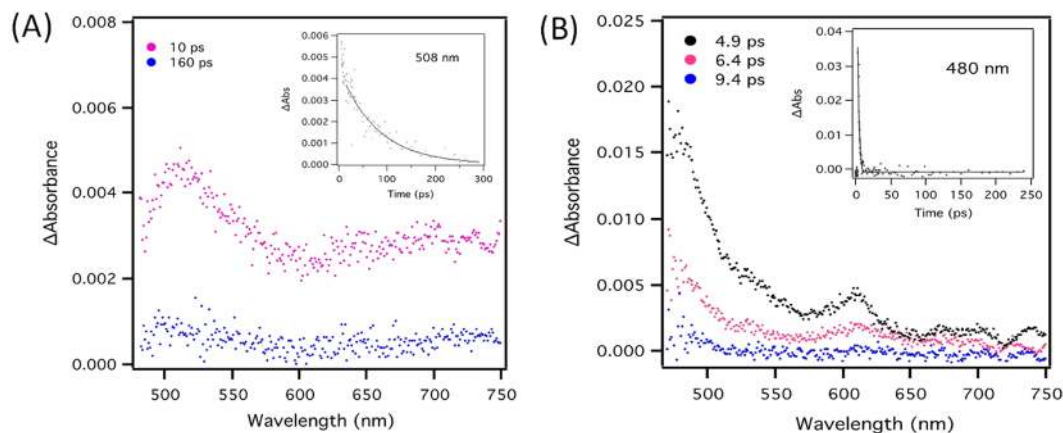 (A)
0.008
0.006
0.004
0.002
0.000
ΔAbsorbance
10 ps
160 ps
500
550
600
650
700
750
Wavelength (nm)
0.006
0.005
0.004
0.003
0.002
0.001
0.000
ΔAbs
508 nm
0
100
200
300
Time (ps)
(B)
0.025
0.020
0.015
0.010
0.005
0.000
ΔAbsorbance
4.9 ps
6.4 ps
9.4 ps
500
550
600
650
700
750
Wavelength (nm)
0.04
0.03
0.02
0.01
0.00
ΔAbs
480 nm
0
50
100
150
200
250
Time (ps)